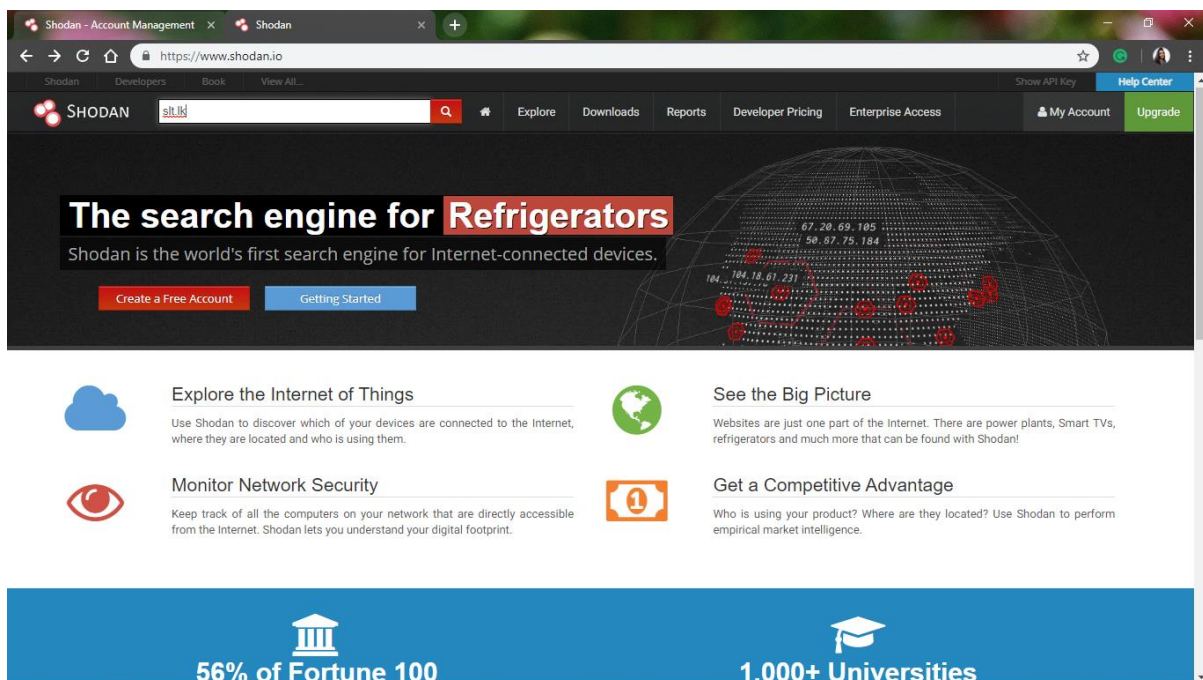 Shodan - Account Management
Shodan
https://www.shodan.io
Shodan Developers Book View All... Show API Key Help Center
SHODAN slt.lk Explore Downloads Reports Developer Pricing Enterprise Access My Account Upgrade
The search engine for Refrigerators
Shodan is the world's first search engine for Internet-connected devices.
Create a Free Account Getting Started
67.20.69.105
50.87.75.184
104.18.61.231
104...
Explore the Internet of Things
Use Shodan to discover which of your devices are connected to the Internet,
where they are located and who is using them.
See the Big Picture
Websites are just one part of the Internet. There are power plants, Smart TVs,
refrigerators and much more that can be found with Shodan!
Monitor Network Security
Keep track of all the computers on your network that are directly accessible
from the Internet. Shodan lets you understand your digital footprint.
1
Get a Competitive Advantage
Who is using your product? Where are they located? Use Shodan to perform
empirical market intelligence.
56% of Fortune 100
1,000+ Universities